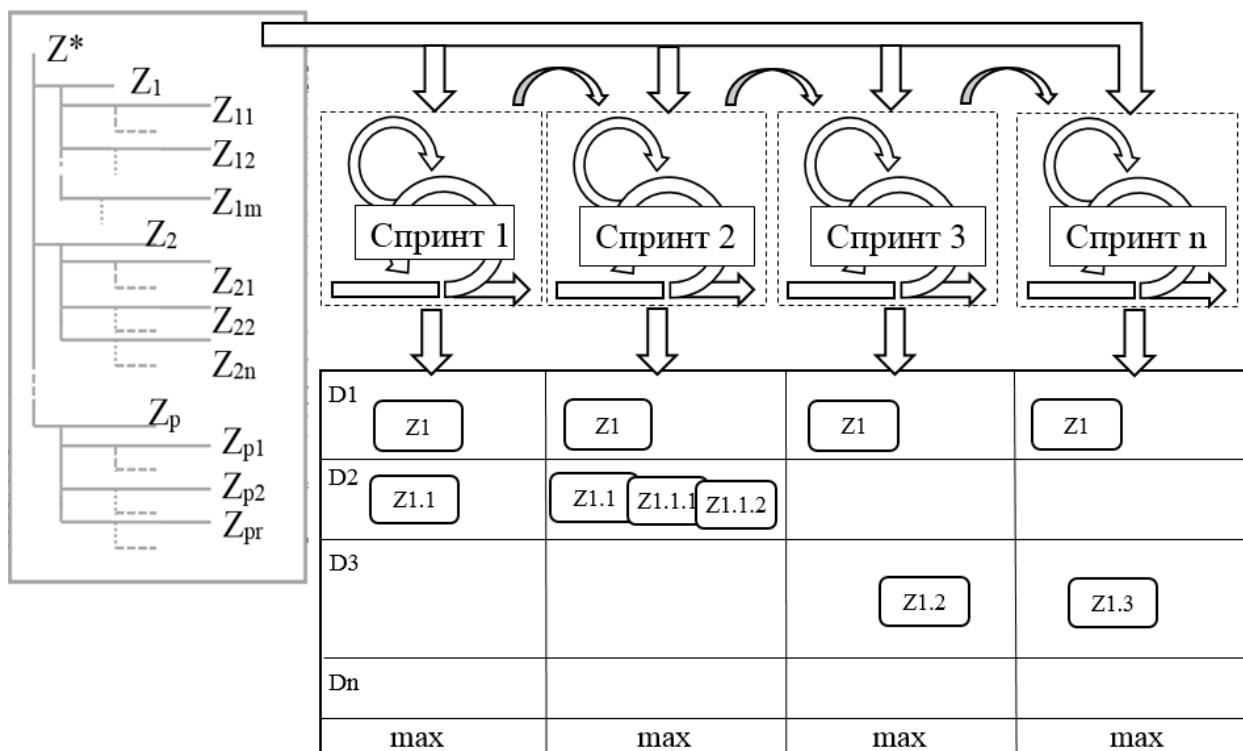 Z*
Z1
Z11
Z12
Z1m
Z2
Z21
Z22
Z2n
Zp
Zp1
Zp2
Zpr
Спринт 1
Спринт 2
Спринт 3
Спринт n
D1
Z1
Z1
Z1
Z1
D2
Z1.1
Z1.1
Z1.1.1
Z1.1.2
D3
Z1.2
Z1.3
Dn
max
max
max
max